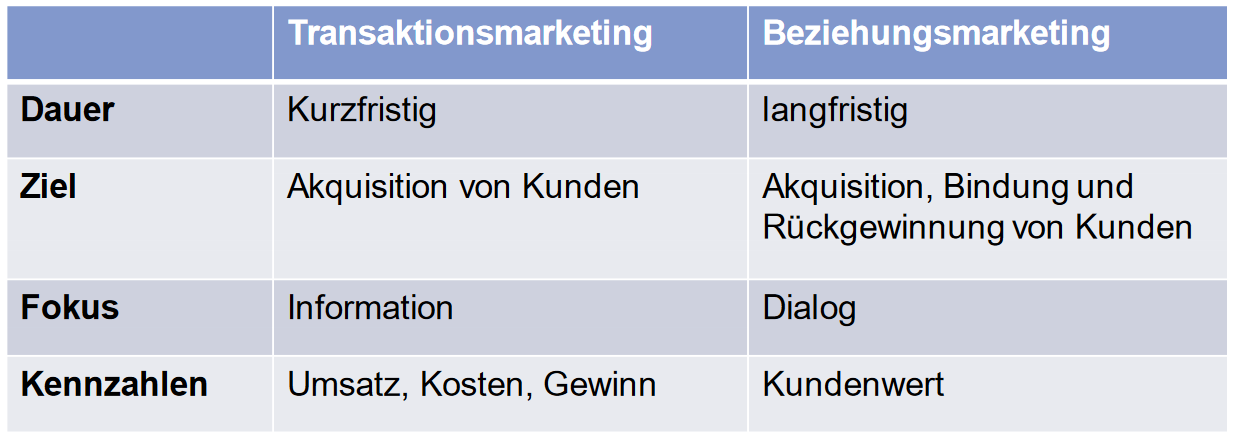 Transaktionsmarketing Beziehungsmarketing
Dauer Kurzfristig langfristig
Ziel Akquisition von Kunden Akquisition, Bindung und
Rückgewinnung von Kunden
Fokus Information Dialog
Kennzahlen Umsatz, Kosten, Gewinn Kundenwert